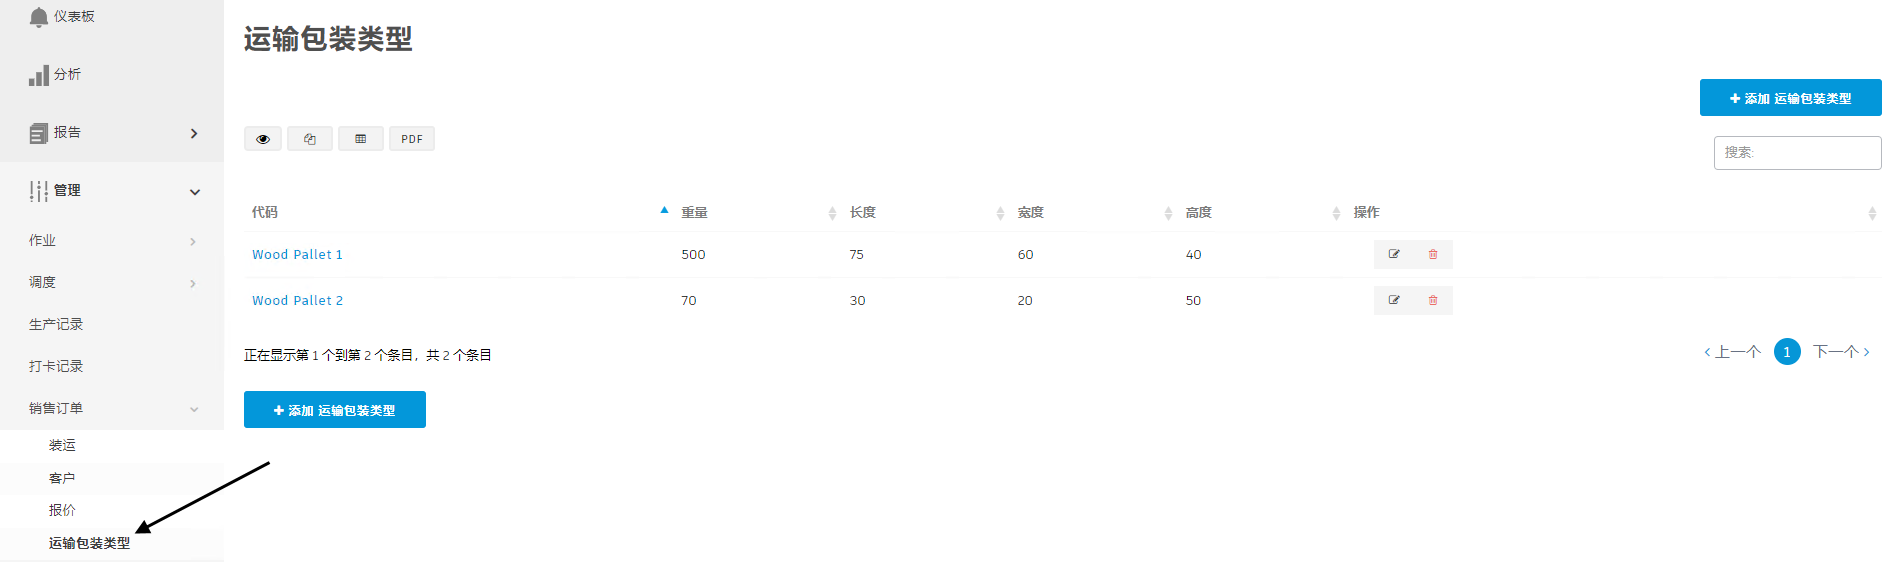 仪表板
分析
报告
管理
作业
调度
生产记录
打卡记录
销售订单
装运
客户
报价
运输包装类型
运输包装类型
添加 运输包装类型
PDF
搜索:
代码 重量 长度 宽度 高度 操作
Wood Pallet 1 500 75 60 40
Wood Pallet 2 70 30 20 50
正在显示第 1 个到第 2 个条目，共 2 个条目
上一个 1 下一个
添加 运输包装类型